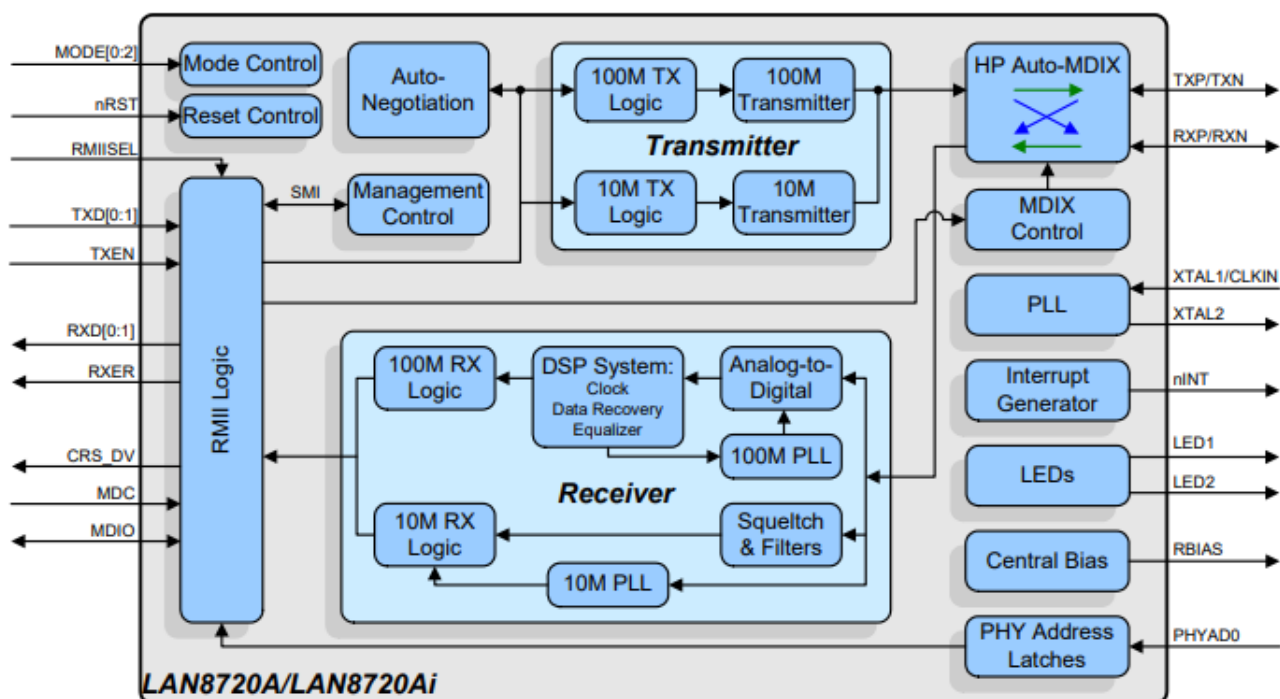 MODE[0:2]
nRST
RMIISEL
TXD[0:1]
TXEN
RXD[0:1]
RXER
CRS_DV
MDC
MDIO
Mode Control
Reset Control
RMII Logic
Auto-
Negotiation
SMI
Management
Control
100M TX
Logic
100M
Transmitter
Transmitter
10M TX
Logic
10M
Transmitter
100M RX
Logic
DSP System:
Clock
Data Recovery
Equalizer
Analog-to-
Digital
100M PLL
Receiver
10M RX
Logic
Squeltch
& Filters
10M PLL
HP Auto-MDIX
MDIX
Control
PLL
Interrupt
Generator
LEDs
Central Bias
PHY Address
Latches
TXP/TXN
RXP/RXN
XTAL1/CLKIN
XTAL2
nINT
LED1
LED2
RBIAS
PHYAD0
LAN8720A/LAN8720Ai